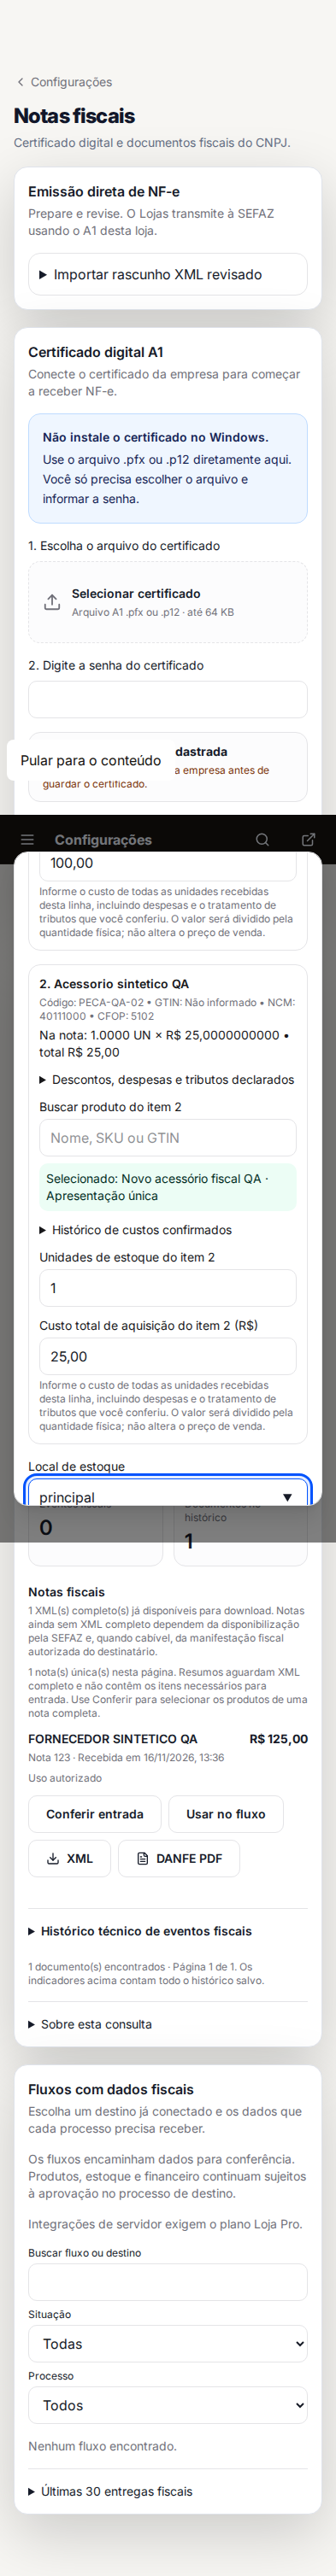 Configurações
Notas fiscais
Certificado digital e documentos fiscais do CNPJ.
Emissão direta de NF-e
Prepare e revise. O Lojas transmite à SEFAZ
usando o A1 desta loja.
Importar rascunho XML revisado
Certificado digital A1
Conecte o certificado da empresa para começar
a receber NF-e.
Não instale o certificado no Windows.
Use o arquivo .pfx ou .p12 diretamente aqui.
Você só precisa escolher o arquivo e
informar a senha.
1. Escolha o arquivo do certificado
Selecionar certificado
Arquivo A1 .pfx ou .p12 · até 64 KB
2. Digite a senha do certificado
dastrada
Pular para o conteúdo
a empresa antes de
guardar o certificado.
Configurações
100,00
Informe o custo de todas as unidades recebidas
desta linha, incluindo despesas e o tratamento de
tributos que você conferiu. O valor será dividido pela
quantidade física; não altera o preço de venda.
2. Acessorio sintetico QA
Código: PECA-QA-02 • GTIN: Não informado • NCM:
40111000 • CFOP: 5102
Na nota: 1.0000 UN × R$ 25,0000000000 •
total R$ 25,00
Descontos, despesas e tributos declarados
Buscar produto do item 2
Nome, SKU ou GTIN
Selecionado: Novo acessório fiscal QA ·
Apresentação única
Histórico de custos confirmados
Unidades de estoque do item 2
1
Custo total de aquisição do item 2 (R$)
25,00
Informe o custo de todas as unidades recebidas
desta linha, incluindo despesas e o tratamento de
tributos que você conferiu. O valor será dividido pela
quantidade física; não altera o preço de venda.
Local de estoque
principal
histórico
0
1
Notas fiscais
1 XML(s) completo(s) já disponíveis para download. Notas
ainda sem XML completo dependem da disponibilização
pela SEFAZ e, quando cabível, da manifestação fiscal
autorizada do destinatário.
1 nota(s) única(s) nesta página. Resumos aguardam XML
completo e não contêm os itens necessários para
entrada. Use Conferir para selecionar os produtos de uma
nota completa.
FORNECEDOR SINTETICO QA R$ 125,00
Nota 123 · Recebida em 16/11/2026, 13:36
Uso autorizado
Conferir entrada Usar no fluxo
XML DANFE PDF
Histórico técnico de eventos fiscais
1 documento(s) encontrados · Página 1 de 1. Os
indicadores acima contam todo o histórico salvo.
Sobre esta consulta
Fluxos com dados fiscais
Escolha um destino já conectado e os dados que
cada processo precisa receber.
Os fluxos encaminham dados para conferência.
Produtos, estoque e financeiro continuam sujeitos
à aprovação no processo de destino.
Integrações de servidor exigem o plano Loja Pro.
Buscar fluxo ou destino
Situação
Todas
Processo
Todos
Nenhum fluxo encontrado.
Últimas 30 entregas fiscais